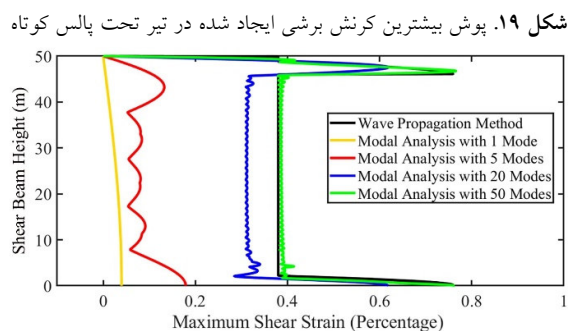 شکل ۱۹. پوش بیشترین کرنش برشی ایجاد شده در تیر تحت پالس کوتاه
50
40
30
20
10
0
Shear Beam Height (m)
Wave Propagation Method
Modal Analysis with 1 Mode
Modal Analysis with 5 Modes
Modal Analysis with 20 Modes
Modal Analysis with 50 Modes
0 0.2 0.4 0.6 0.8 1
Maximum Shear Strain (Percentage)